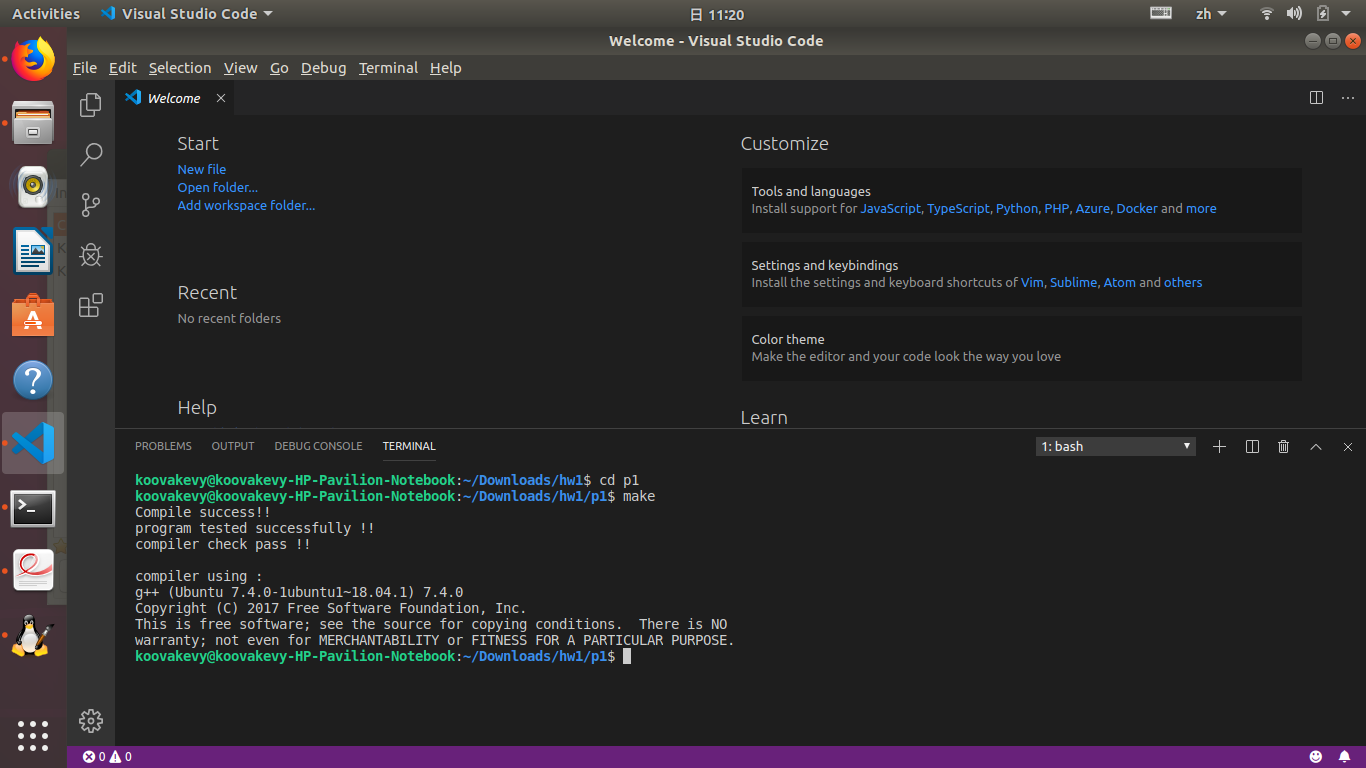 Activities Visual Studio Code 日 11:20 zh
Welcome - Visual Studio Code
File Edit Selection View Go Debug Terminal Help
Welcome
Start
New file
Open folder...
Add workspace folder...
Recent
No recent folders
Help
Customize
Tools and languages
Install support for JavaScript, TypeScript, Python, PHP, Azure, Docker and more
Settings and keybindings
Install the settings and keyboard shortcuts of Vim, Sublime, Atom and others
Color theme
Make the editor and your code look the way you love
Learn
PROBLEMS OUTPUT DEBUG CONSOLE TERMINAL 1: bash
koovakevy@koovakevy-HP-Pavilion-Notebook:~/Downloads/hw1$ cd p1
koovakevy@koovakevy-HP-Pavilion-Notebook:~/Downloads/hw1/p1$ make
Compile success!!
program tested successfully !!
compiler check pass !!
compiler using :
g++ (Ubuntu 7.4.0-1ubuntu1~18.04.1) 7.4.0
Copyright (C) 2017 Free Software Foundation, Inc.
This is free software; see the source for copying conditions.  There is NO
warranty; not even for MERCHANTABILITY or FITNESS FOR A PARTICULAR PURPOSE.
koovakevy@koovakevy-HP-Pavilion-Notebook:~/Downloads/hw1/p1$
0 0